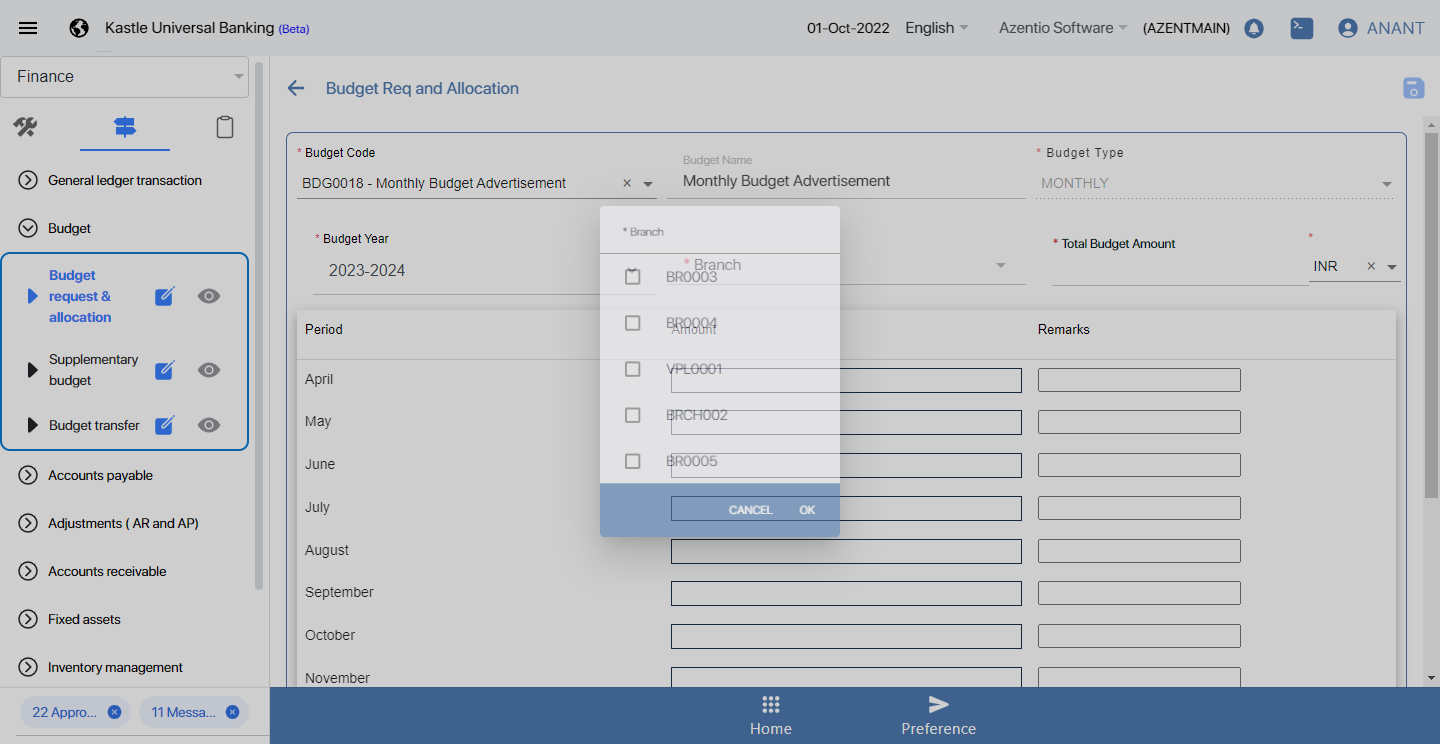 Kastle Universal Banking (Beta)
01-Oct-2022 English Azentio Software (AZENTMAIN) ANANT
Finance
General ledger transaction
Budget
Budget request & allocation
Supplementary budget
Budget transfer
Accounts payable
Adjustments ( AR and AP)
Accounts receivable
Fixed assets
Inventory management
22 Appro...
11 Messa...
Budget Req and Allocation
* Budget Code
BDG0018 - Monthly Budget Advertisement
Budget Name
Monthly Budget Advertisement
* Budget Type
MONTHLY
* Budget Year
2023-2024
* Branch
* Total Budget Amount
*
INR
Period
Amount
Remarks
April
May
June
July
August
September
October
November
* Branch
BR0003
BR0004
VPL0001
BRCH002
BR0005
CANCEL OK
Home
Preference